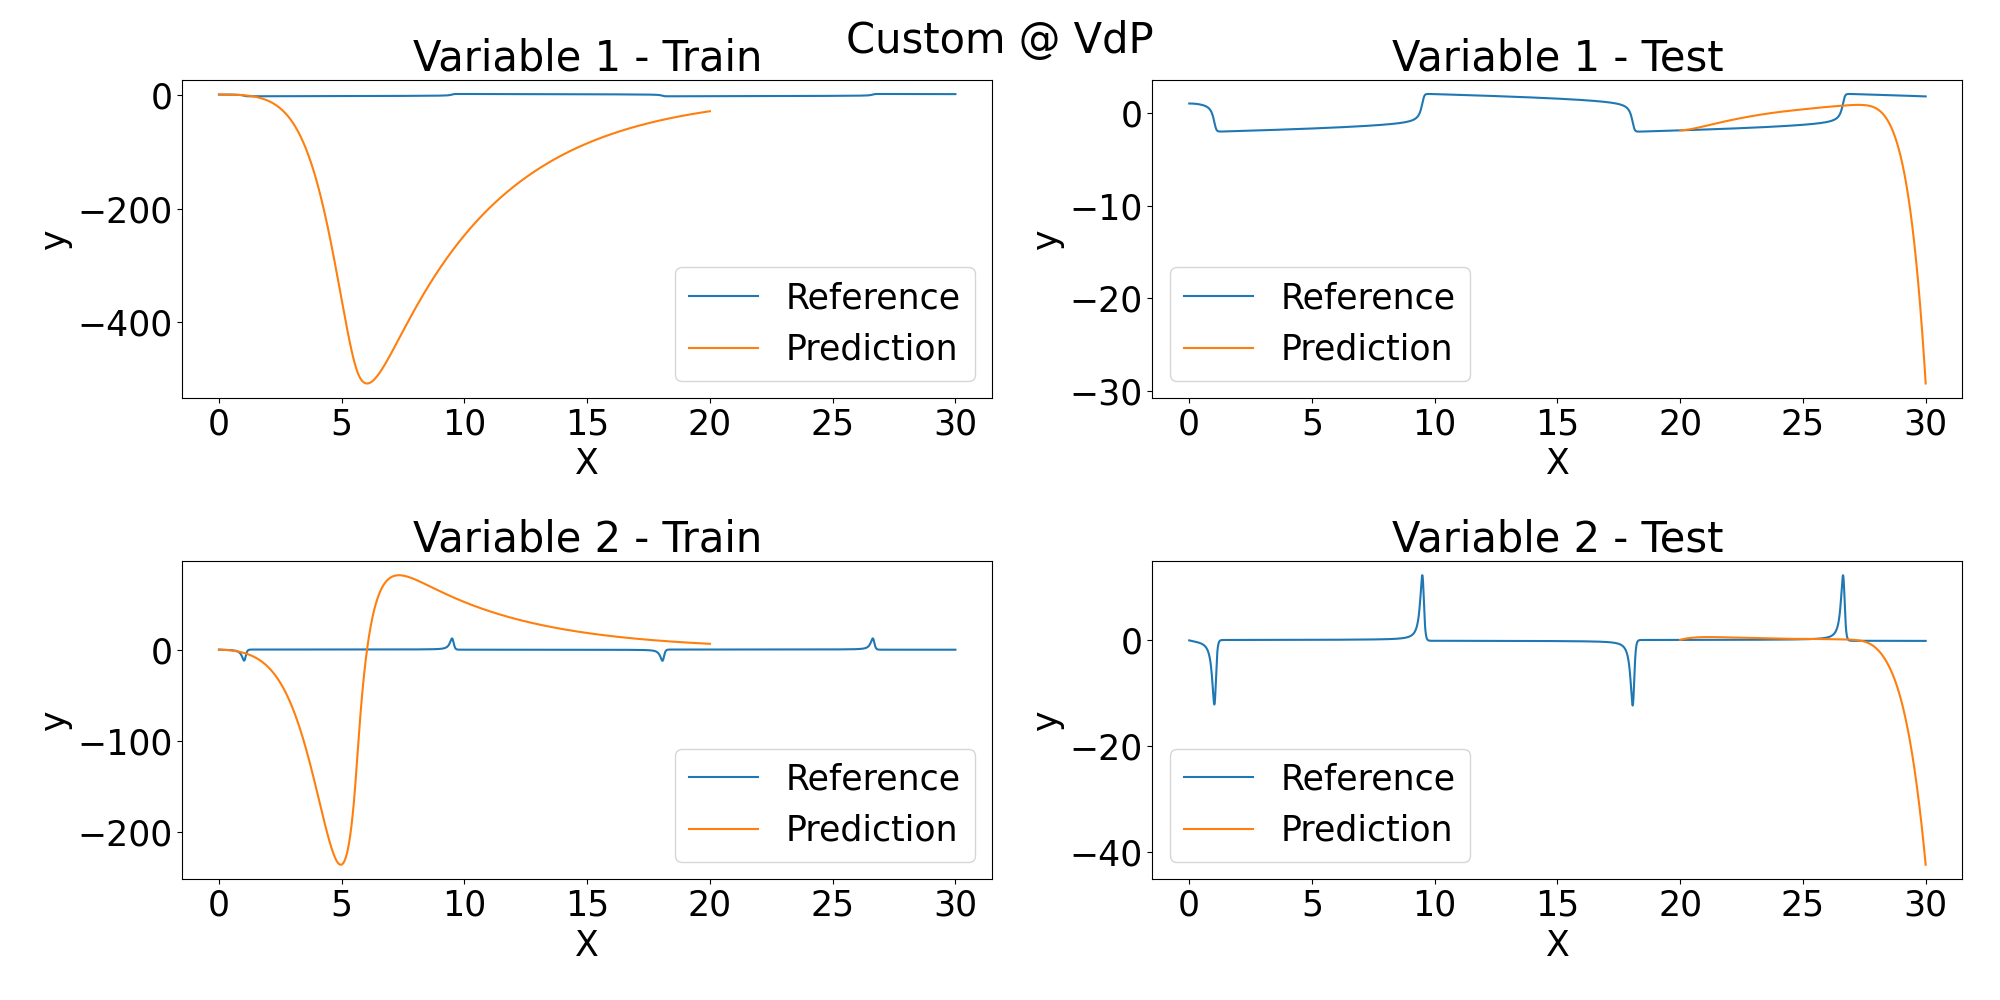 Custom @ VdP
Variable 1 - Train
0
−200
−400
y
0 5 10 15 20 25 30
X
Reference
Prediction
Variable 1 - Test
0
−10
−20
−30
y
0 5 10 15 20 25 30
X
Reference
Prediction
Variable 2 - Train
0
−100
−200
y
0 5 10 15 20 25 30
X
Reference
Prediction
Variable 2 - Test
0
−20
−40
y
0 5 10 15 20 25 30
X
Reference
Prediction